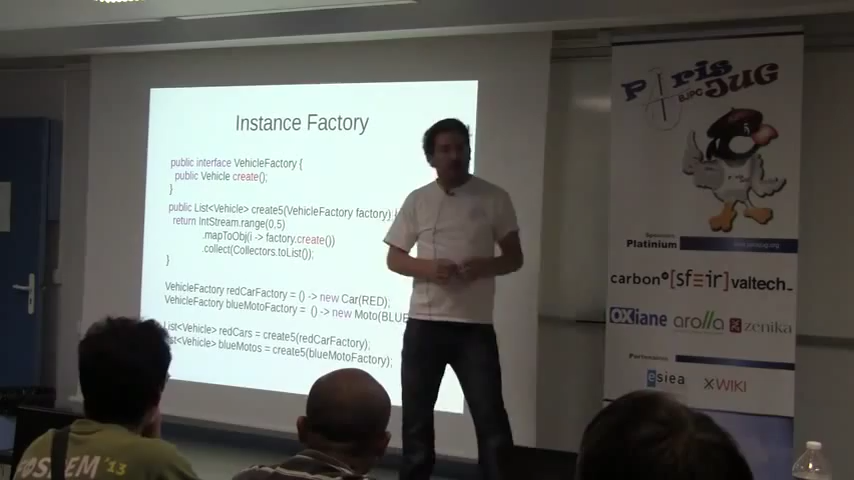 Instance Factory
public interface VehicleFactory {
public Vehicle create();
}
public List<Vehicle> create5(VehicleFactory factory) {
return IntStream.range(0,5)
.mapToObj(i -> factory.create())
.collect(Collectors.toList());
}
VehicleFactory redCarFactory = () -> new Car(RED);
VehicleFactory blueMotoFactory = () -> new Moto(BLUE
List<Vehicle> redCars = create5(redCarFactory);
st<Vehicle> blueMotos = create5(blueMotoFactory);
Paris
BJPC JUG
Platinium
carbon [sfeir] valtech_
OXiane arolla zenika
esiea XWIKI
FOSDEM '13